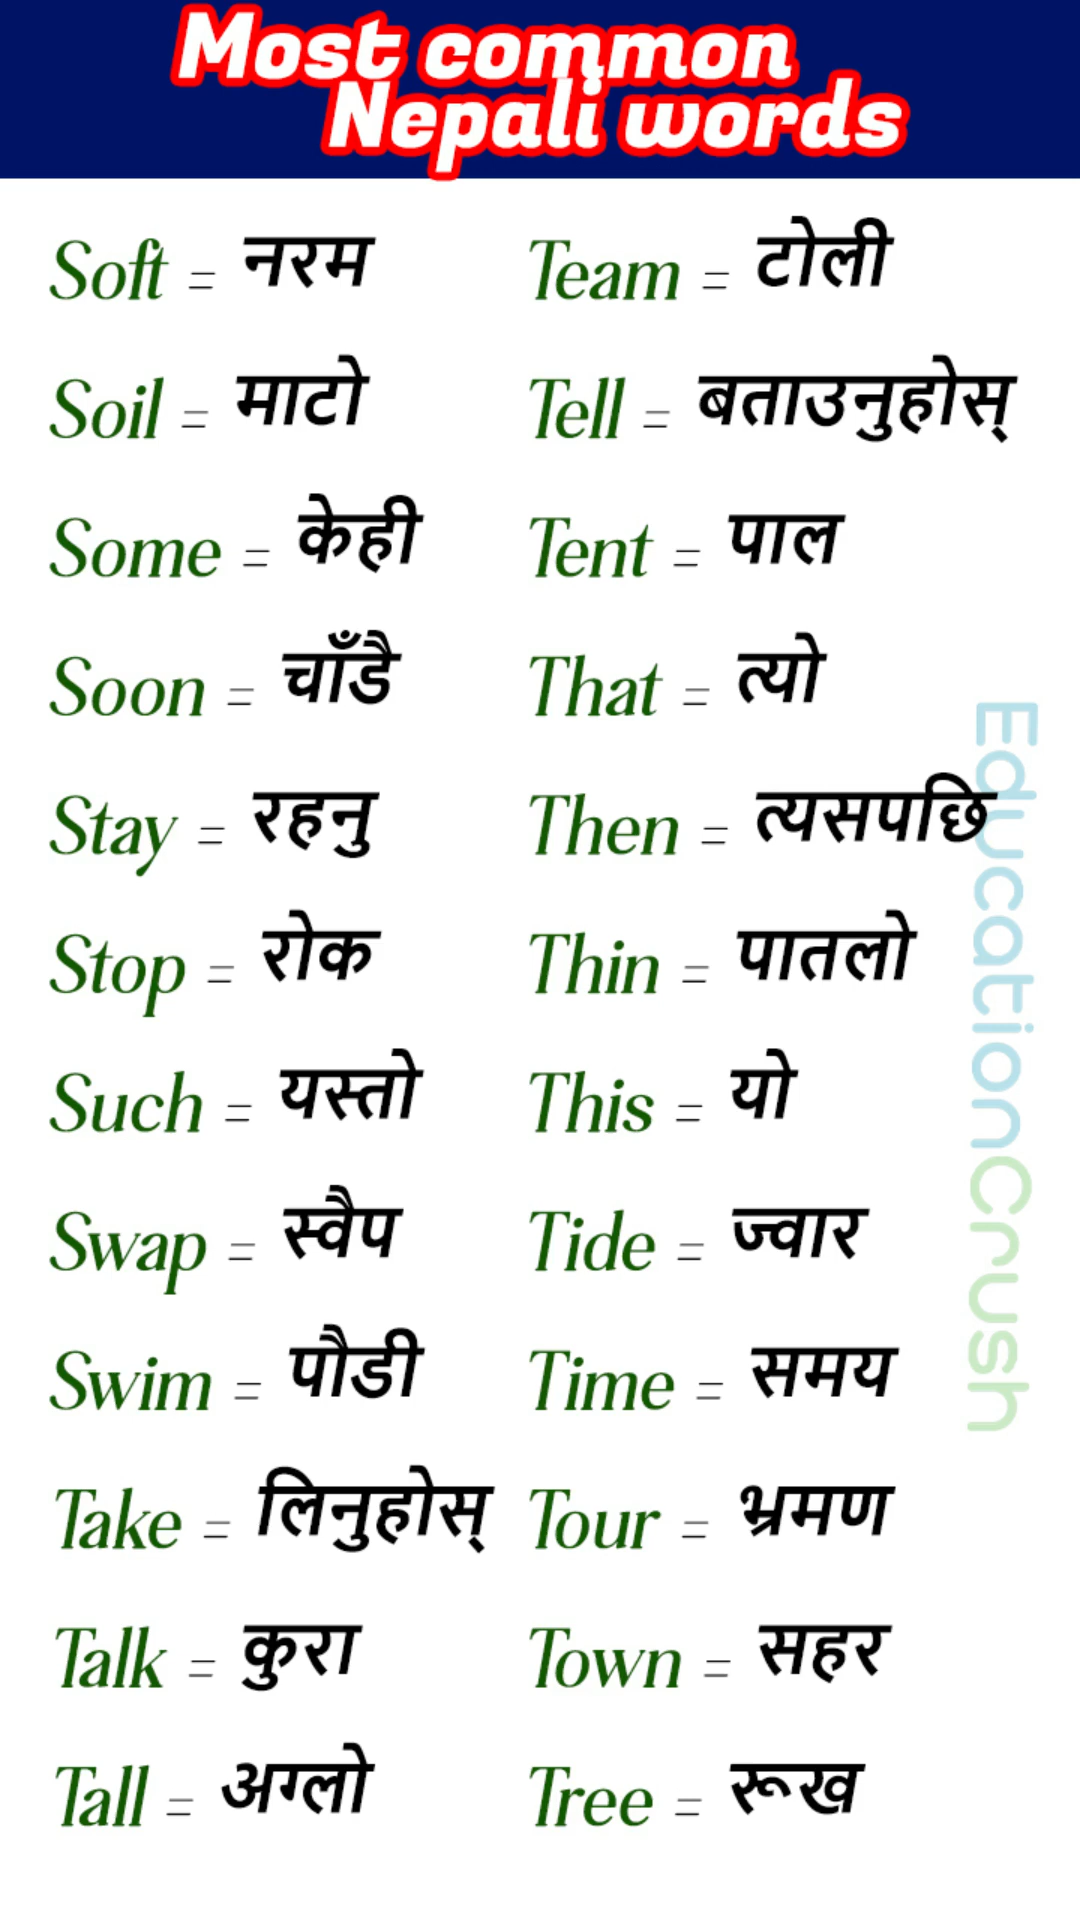 Most common
Nepali words
Soft = नरम
Soil = माटो
Some = केही
Soon = चाँडै
Stay = रहनु
Stop = रोक
Such = यस्तो
Swap = स्वैप
Swim = पौडी
Take = लिनुहोस्
Talk = कुरा
Tall = अग्लो
Team = टोली
Tell = बताउनुहोस्
Tent = पाल
That = त्यो
Then = त्यसपछि
Thin = पातलो
This = यो
Tide = ज्वार
Time = समय
Tour = भ्रमण
Town = सहर
Tree = रूख
EducationCrush